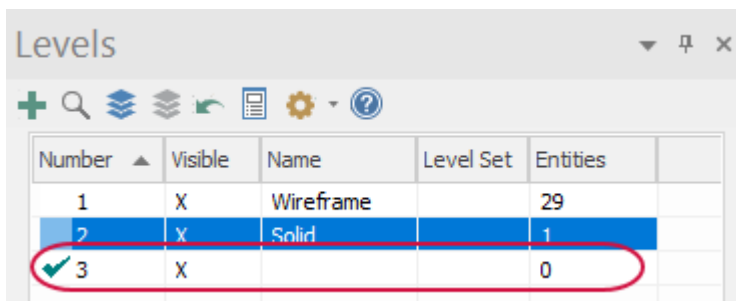 Levels
Number Visible Name Level Set Entities
1 X Wireframe 29
2 X Solid 1
3 X 0